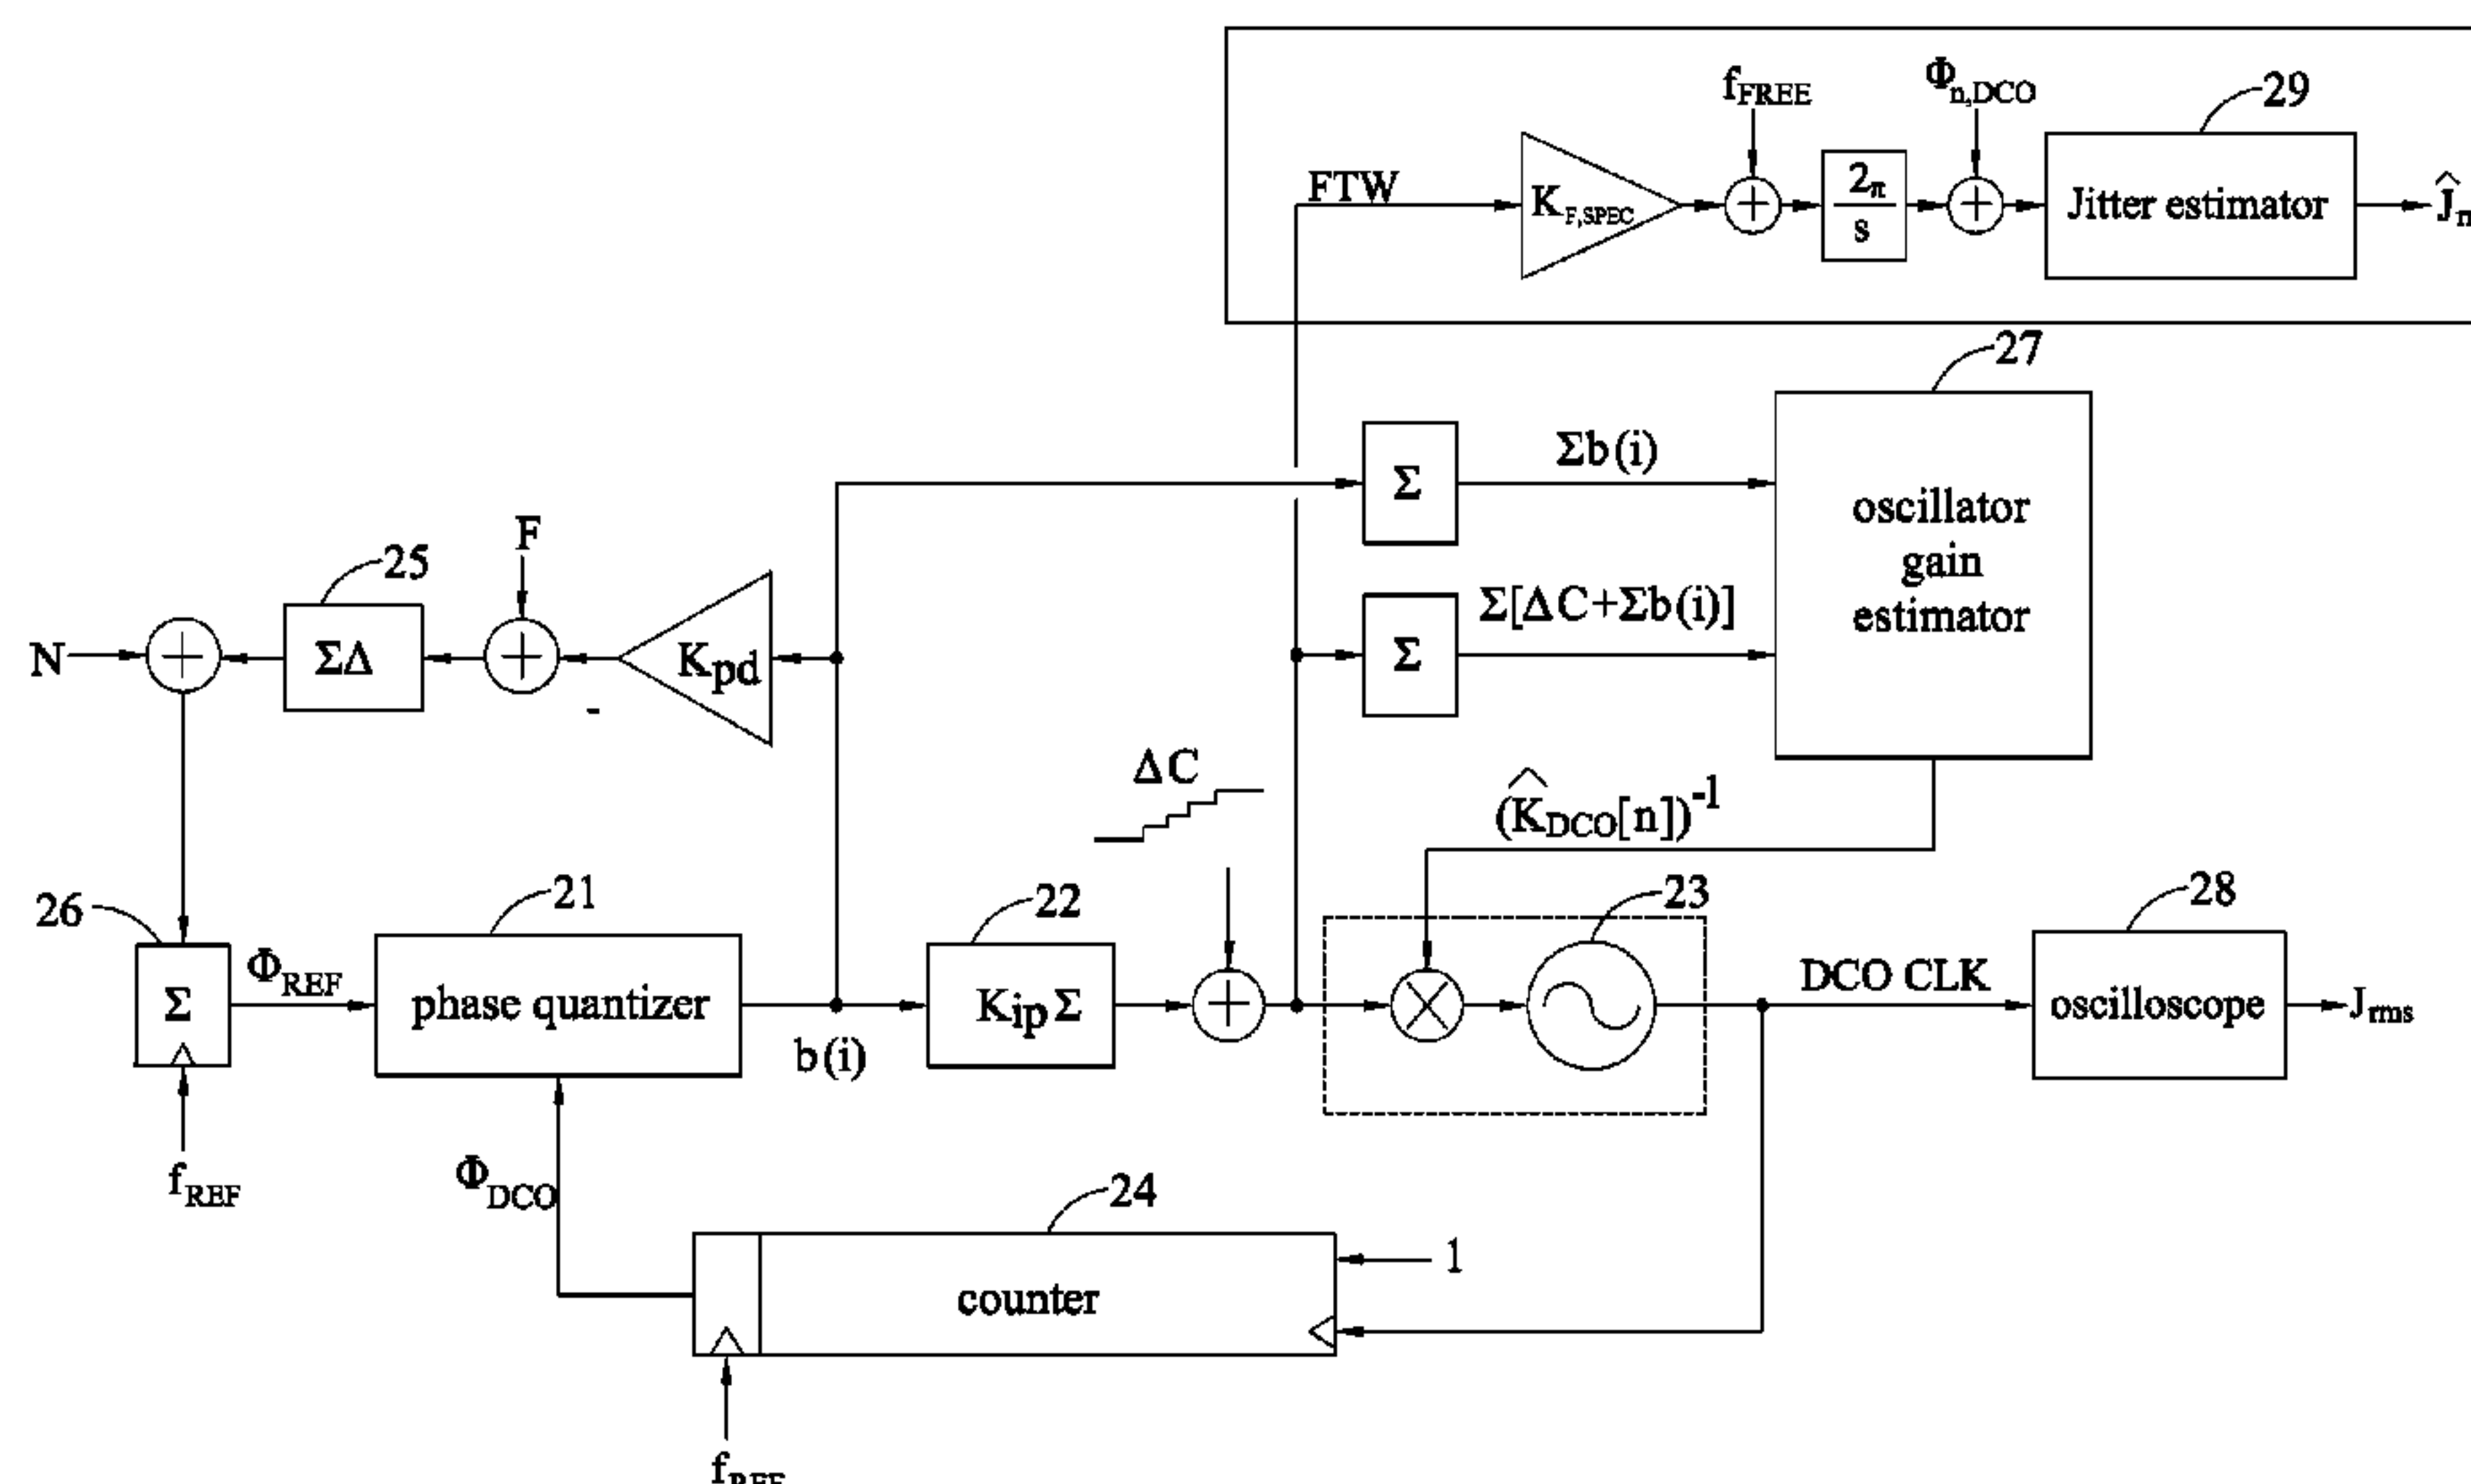 f_FREE
Φ_n,DCO
29
FTW
K_F,SPEC
2π
s
Jitter estimator
Ĵ_n
27
Σ
Σb(i)
oscillator
gain
estimator
Σ
Σ[ΔC+Σb(i)]
F
25
N
ΣΔ
K_pd
-
ΔC
(K̂_DCO[n])^-1
26
Φ_REF
21
22
23
28
Σ
phase quantizer
b(i)
K_ip Σ
DCO CLK
oscilloscope
J_rms
f_REF
Φ_DCO
24
counter
1
f_REF